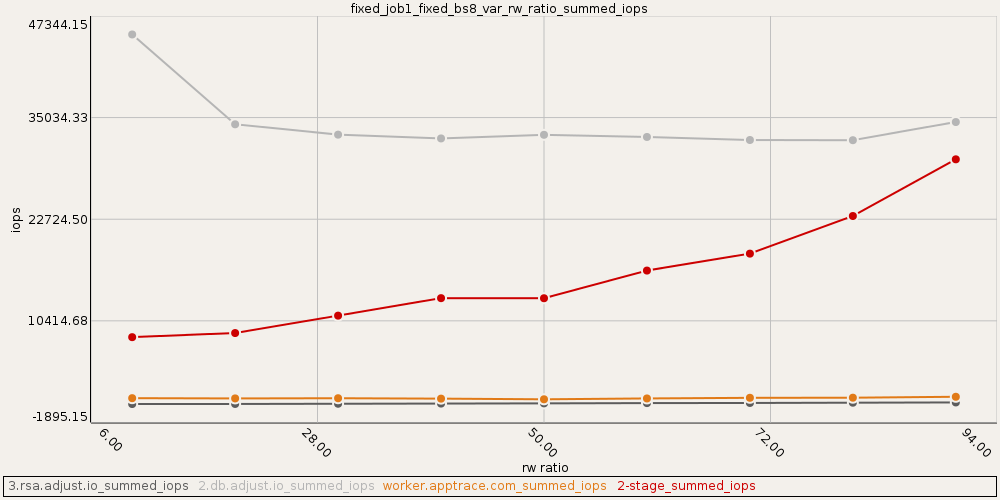 fixed_job1_fixed_bs8_var_rw_ratio_summed_iops
47344.15
35034.33
22724.50
10414.68
-1895.15
iops
6.00 28.00 50.00 72.00 94.00
rw ratio
3.rsa.adjust.io_summed_iops 2.db.adjust.io_summed_iops worker.apptrace.com_summed_iops 2-stage_summed_iops